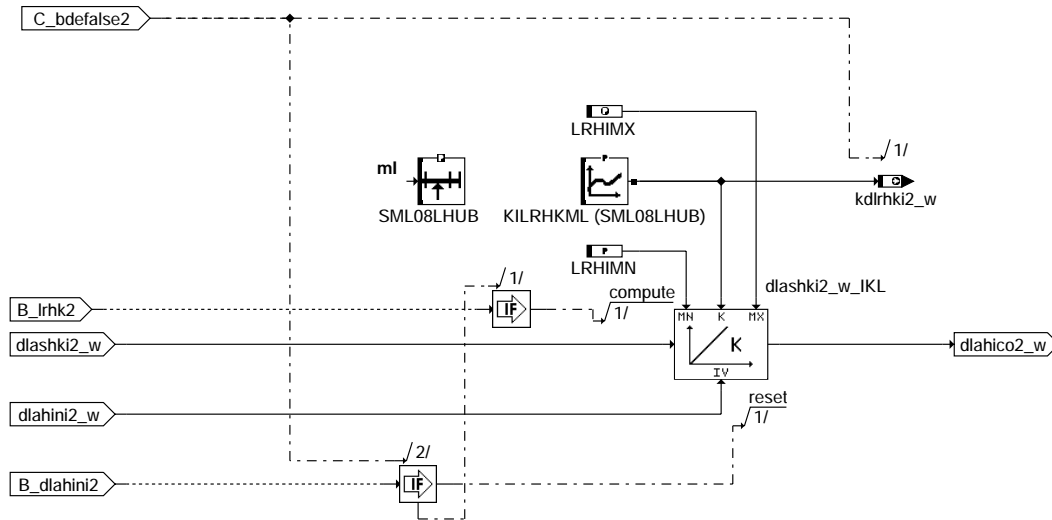 C_bdefalse2
LRHIMX
/1/
ml
P
SML08LHUB
KILRHKML (SML08LHUB)
kdlrhki2_w
P
LRHIMN
/1/
dlashki2_w_IKL
B_lrhk2
IF
compute
/1/
MN K MX
dlashki2_w
K
dlahico2_w
IV
dlahini2_w
reset
/1/
/2/
B_dlahini2
IF